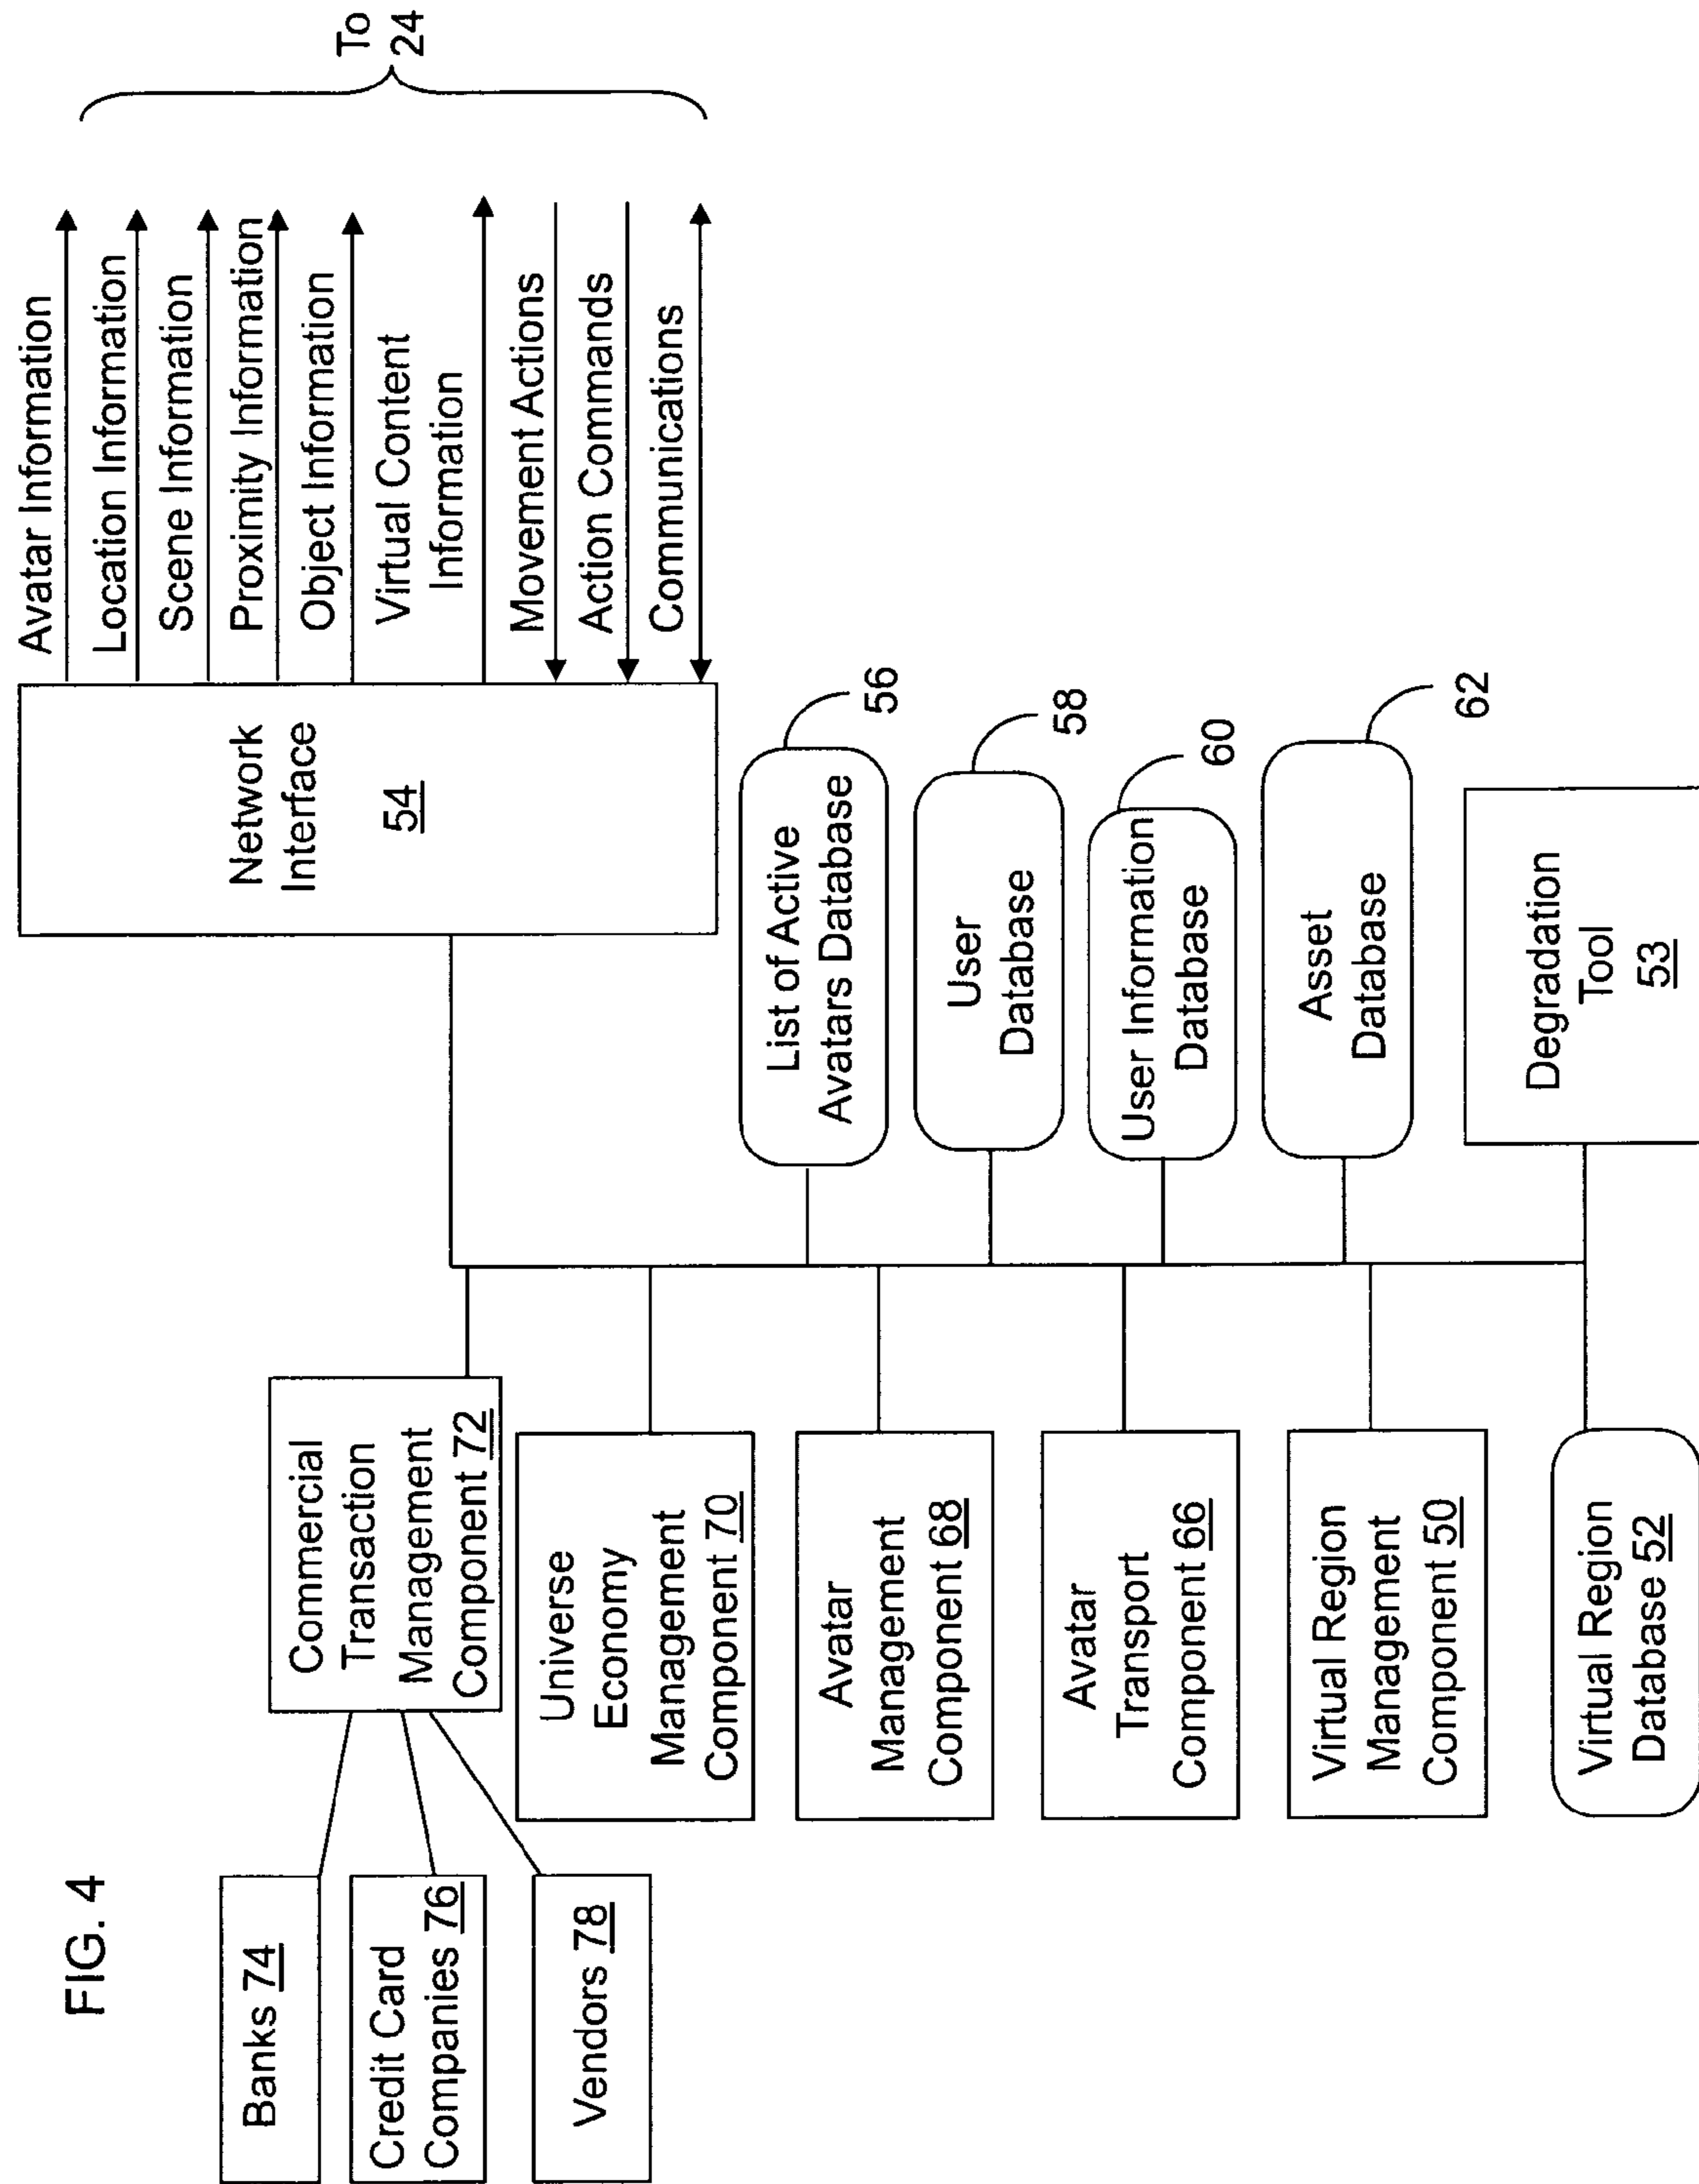 FIG. 4
Banks 74
Credit Card
Companies 76
Vendors 78
Commercial
Transaction
Management
Component 72
Universe
Economy
Management
Component 70
Avatar
Management
Component 68
Avatar
Transport
Component 66
Virtual Region
Management
Component 50
Virtual Region
Database 52
Network
Interface
54
List of Active
Avatars Database
56
User
Database
58
User Information
Database
60
Asset
Database
62
Degradation
Tool
53
Avatar Information
Location Information
Scene Information
Proximity Information
Object Information
Virtual Content
Information
Movement Actions
Action Commands
Communications
To
24